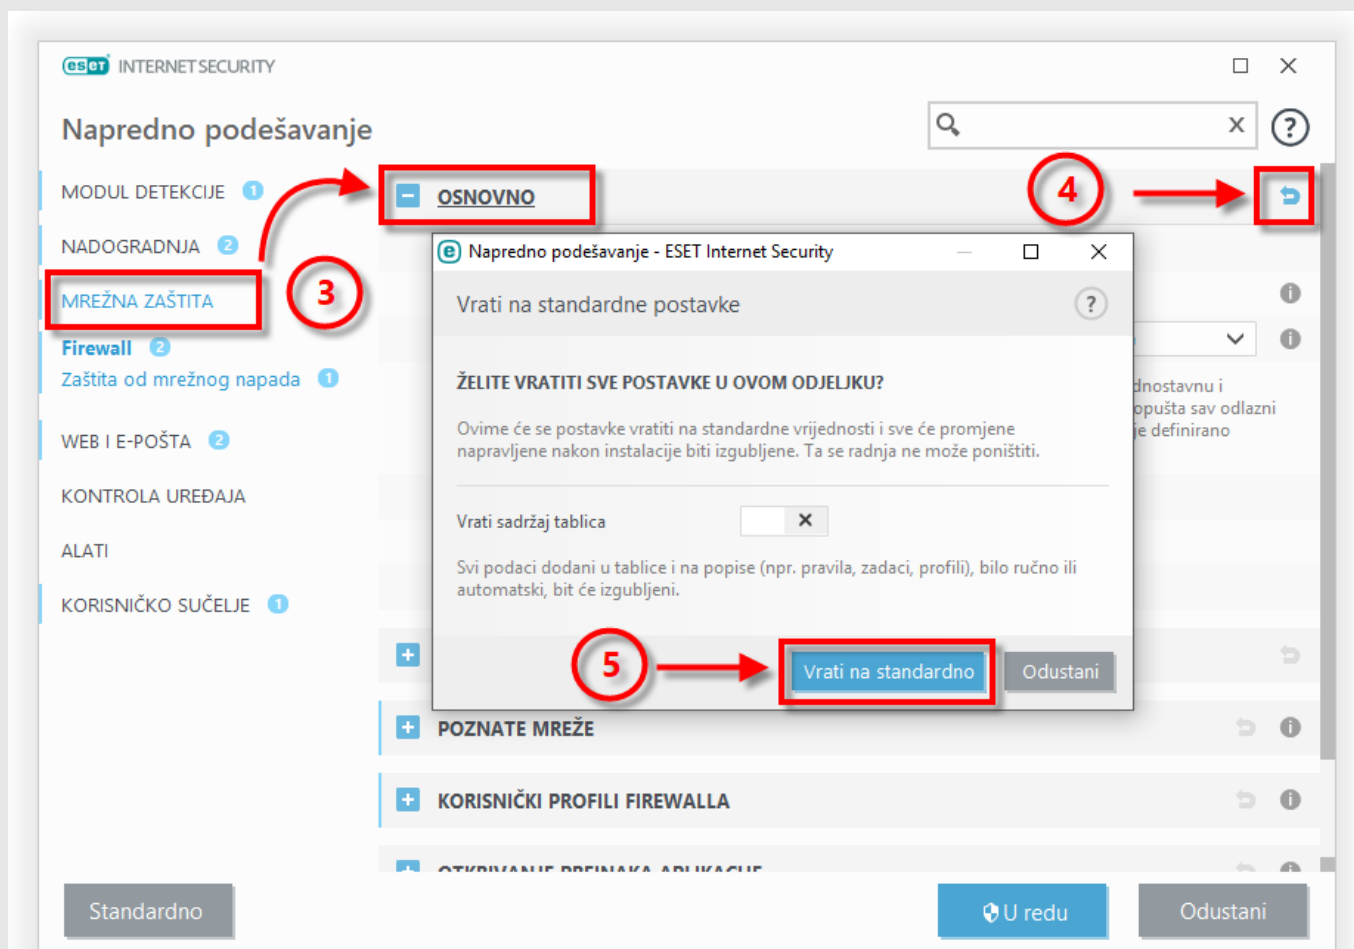 eset INTERNET SECURITY
Napredno podešavanje
x
?
MODUL DETEKCIJE 1
NADOGRADNJA 2
MREŽNA ZAŠTITA
Firewall 2
Zaštita od mrežnog napada 1
WEB I E-POŠTA 2
KONTROLA UREĐAJA
ALATI
KORISNIČKO SUČELJE 1
3
OSNOVNO
4
e Napredno podešavanje - ESET Internet Security
Vrati na standardne postavke
?
ŽELITE VRATITI SVE POSTAVKE U OVOM ODJELJKU?
Ovime će se postavke vratiti na standardne vrijednosti i sve će promjene
napravljene nakon instalacije biti izgubljene. Ta se radnja ne može poništiti.
Vrati sadržaj tablica
Svi podaci dodani u tablice i na popise (npr. pravila, zadaci, profili), bilo ručno ili
automatski, bit će izgubljeni.
5
Vrati na standardno
Odustani
dnostavnu i
opušta sav odlazni
je definirano
POZNATE MREŽE
KORISNIČKI PROFILI FIREWALLA
OTKRIVANJE PREINAKA APLIKACIJE
Standardno
U redu
Odustani